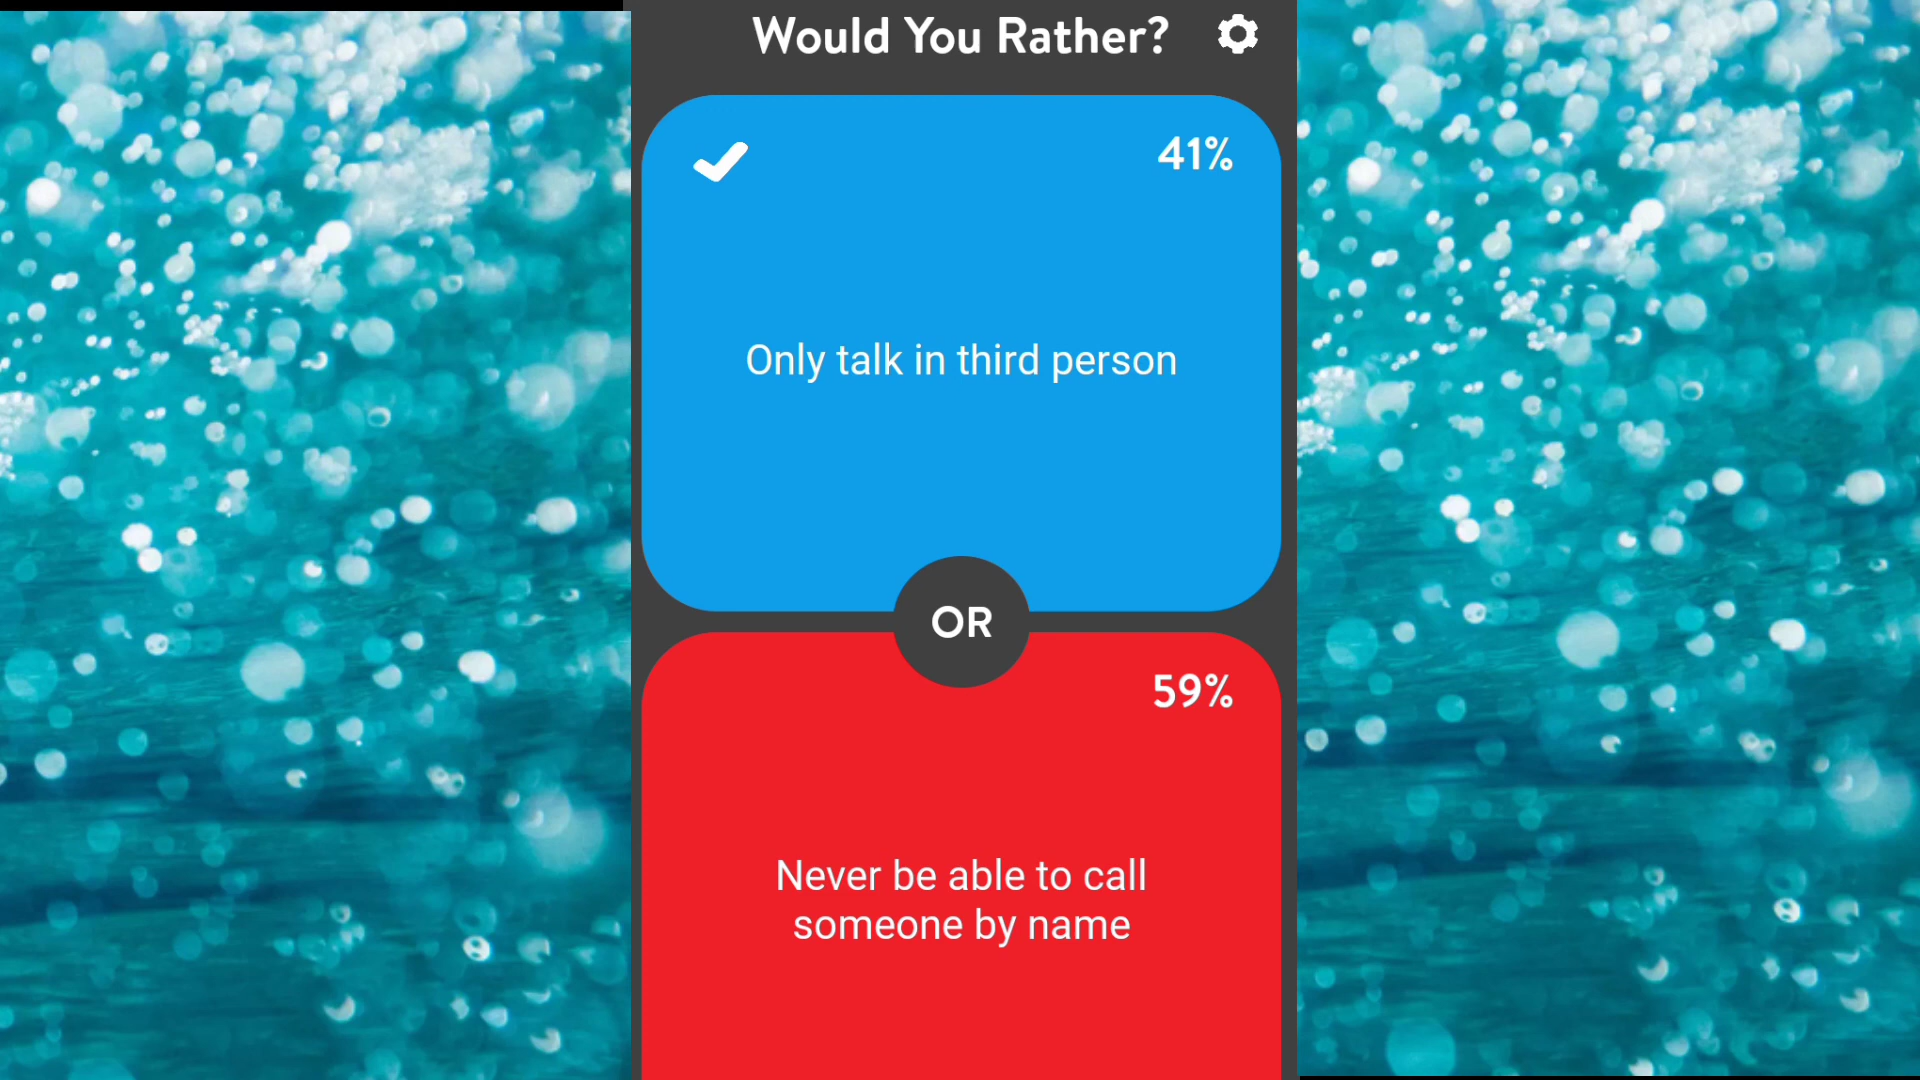 Would You Rather?
41%
Only talk in third person
OR
59%
Never be able to call
someone by name